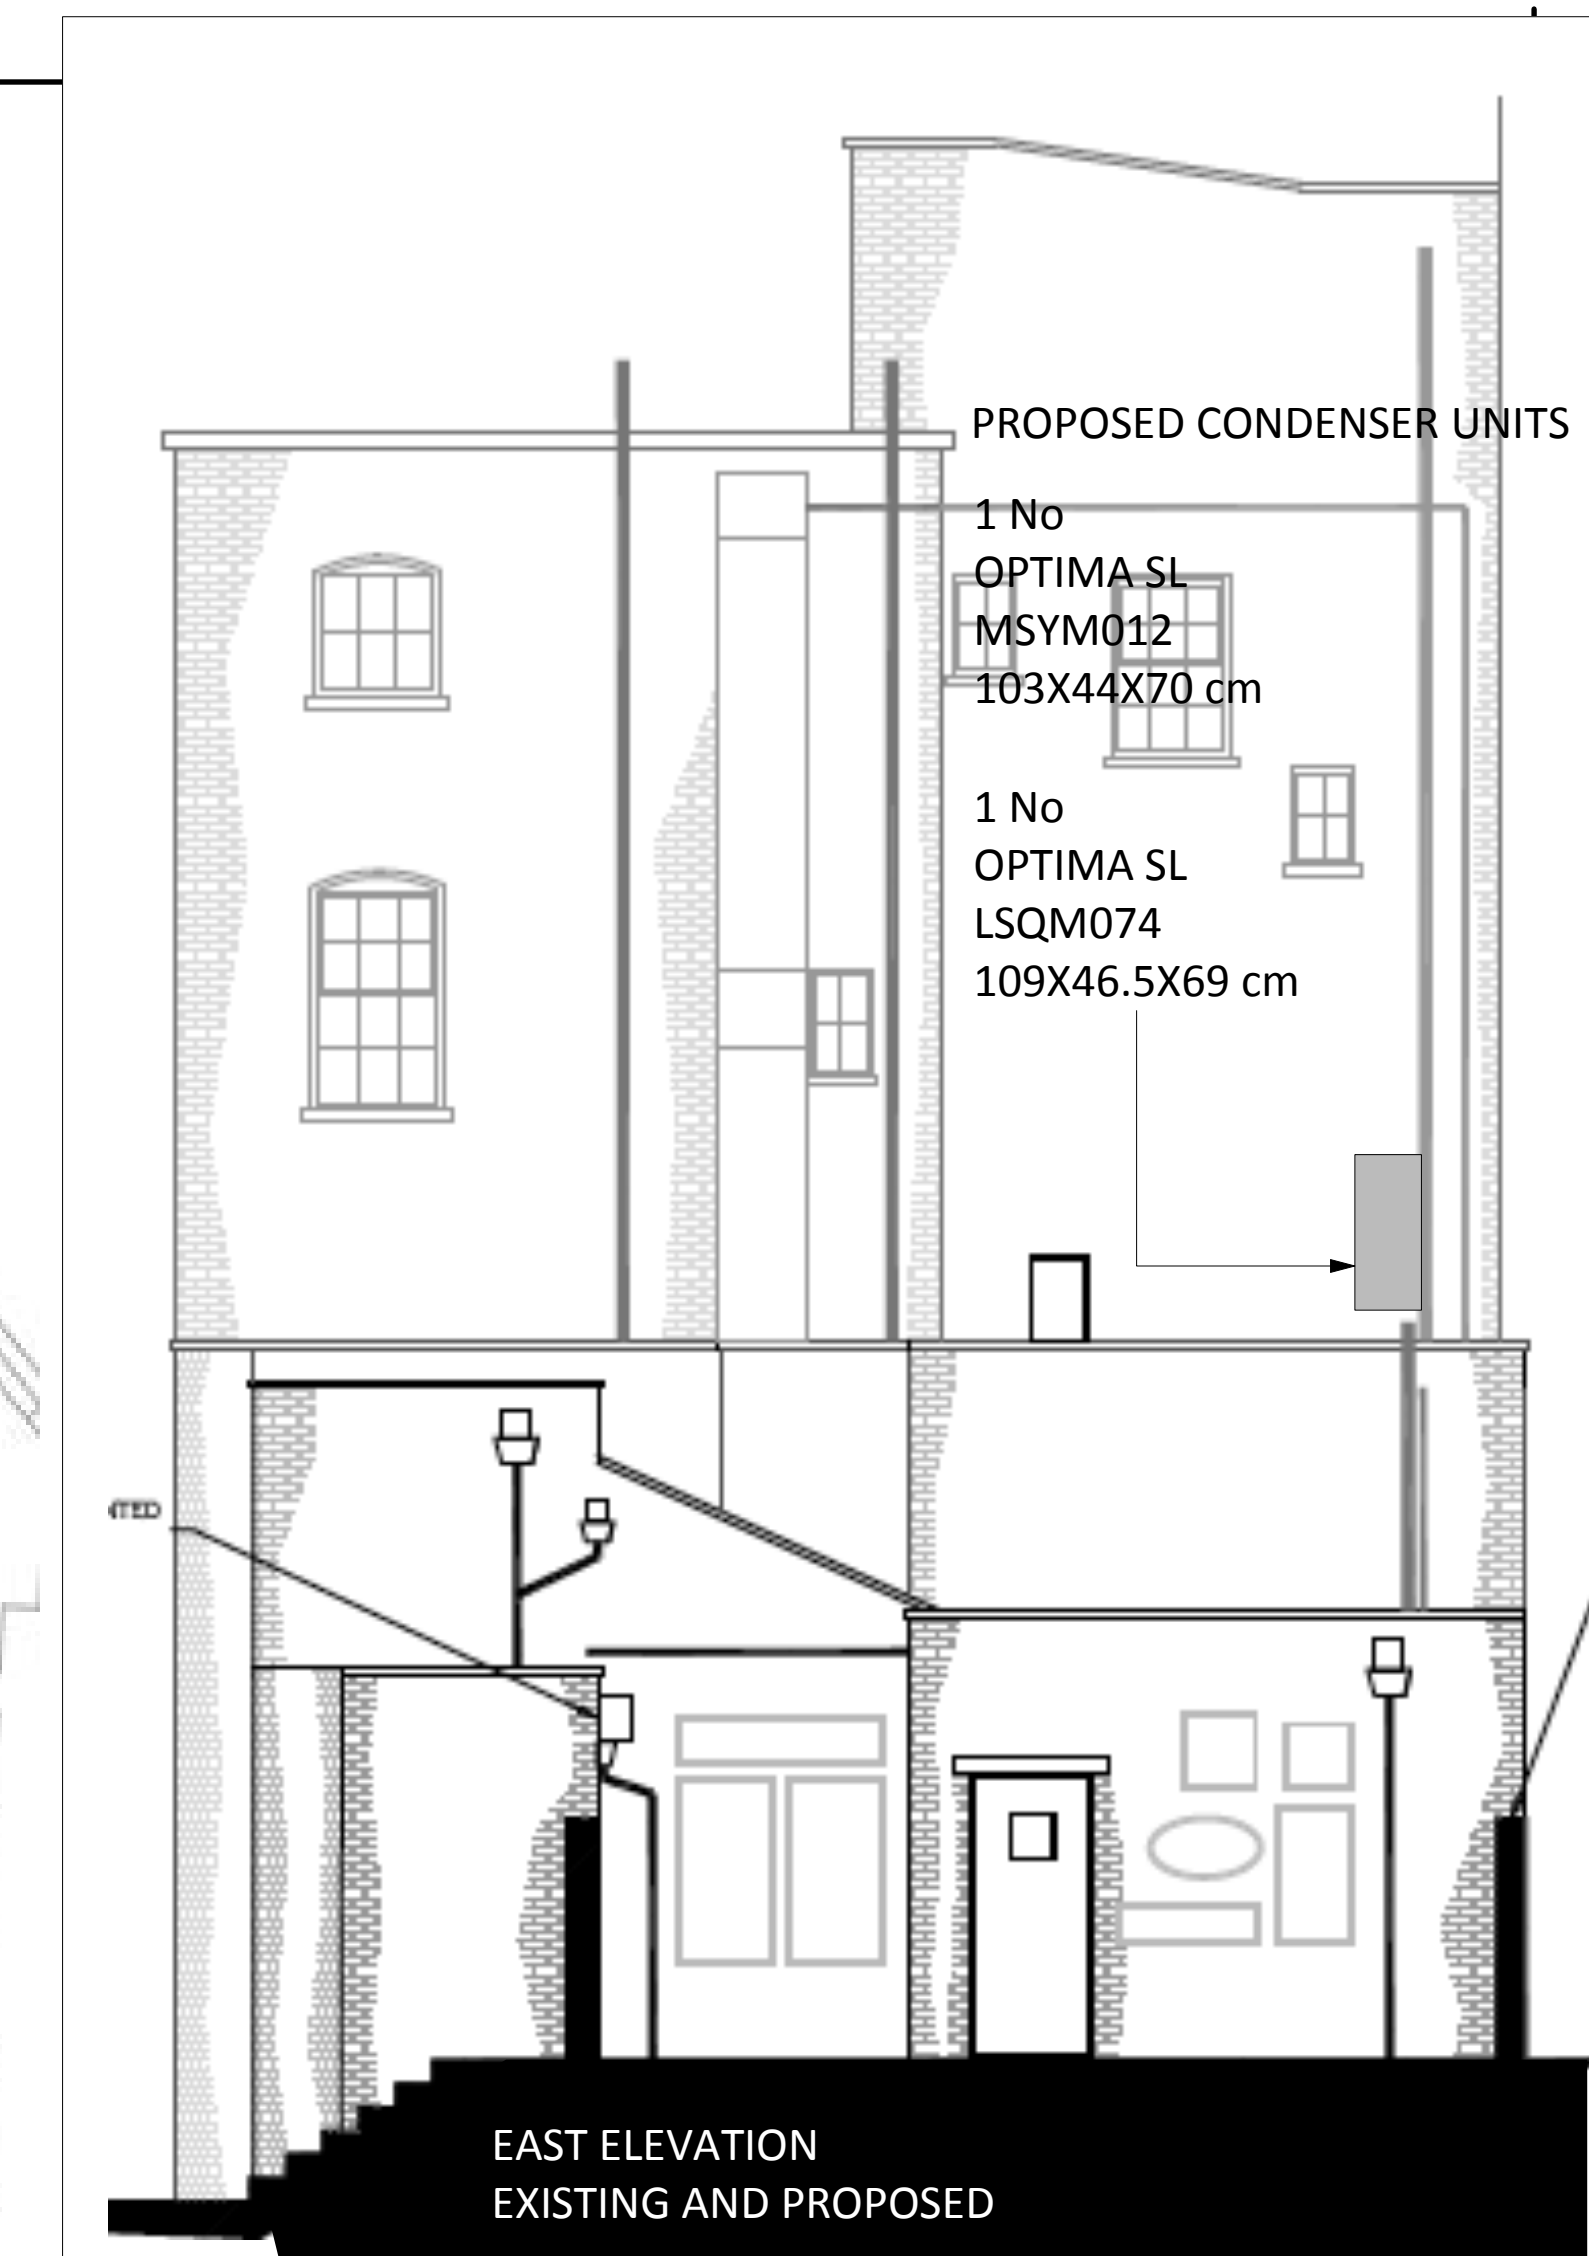 PROPOSED CONDENSER UNITS
1 No
OPTIMA SL
MSYM012
103X44X70 cm
1 No
OPTIMA SL
LSQM074
109X46.5X69 cm
EAST ELEVATION
EXISTING AND PROPOSED